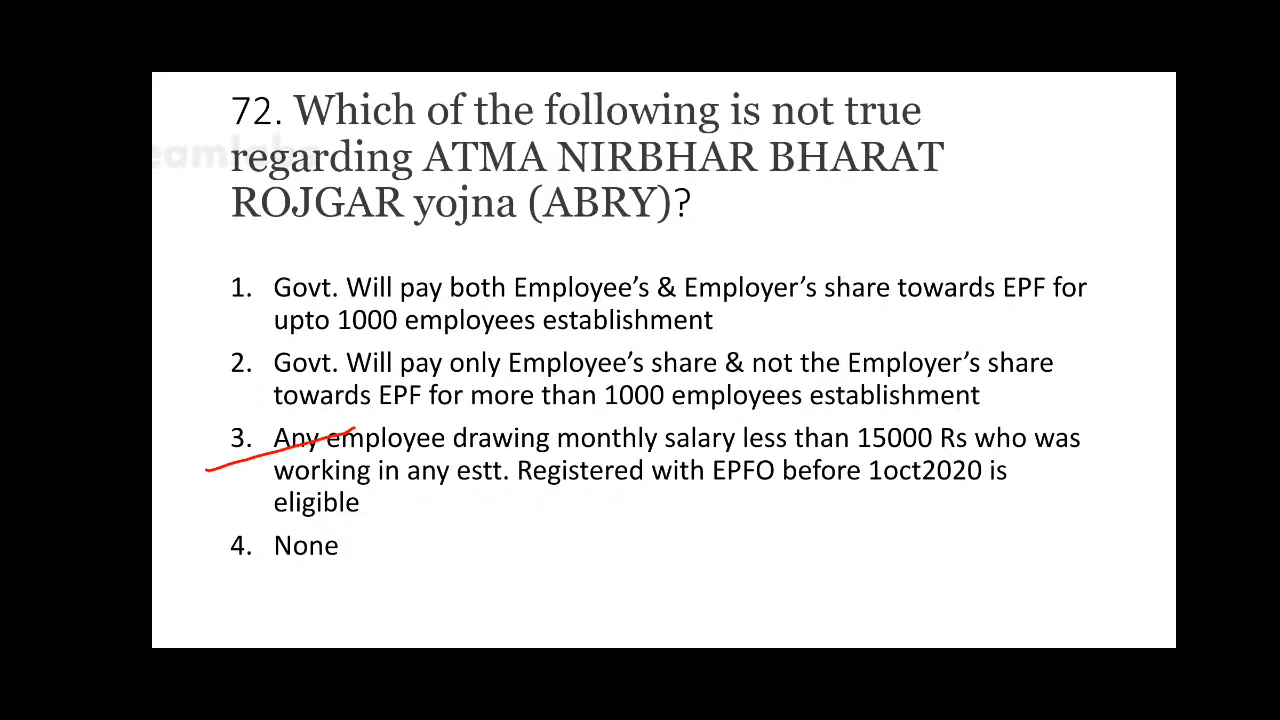 72. Which of the following is not true
regarding ATMA NIRBHAR BHARAT
ROJGAR yojna (ABRY)?
1. Govt. Will pay both Employee’s & Employer’s share towards EPF for
upto 1000 employees establishment
2. Govt. Will pay only Employee’s share & not the Employer’s share
towards EPF for more than 1000 employees establishment
3. Any employee drawing monthly salary less than 15000 Rs who was
working in any estt. Registered with EPFO before 1oct2020 is
eligible
4. None